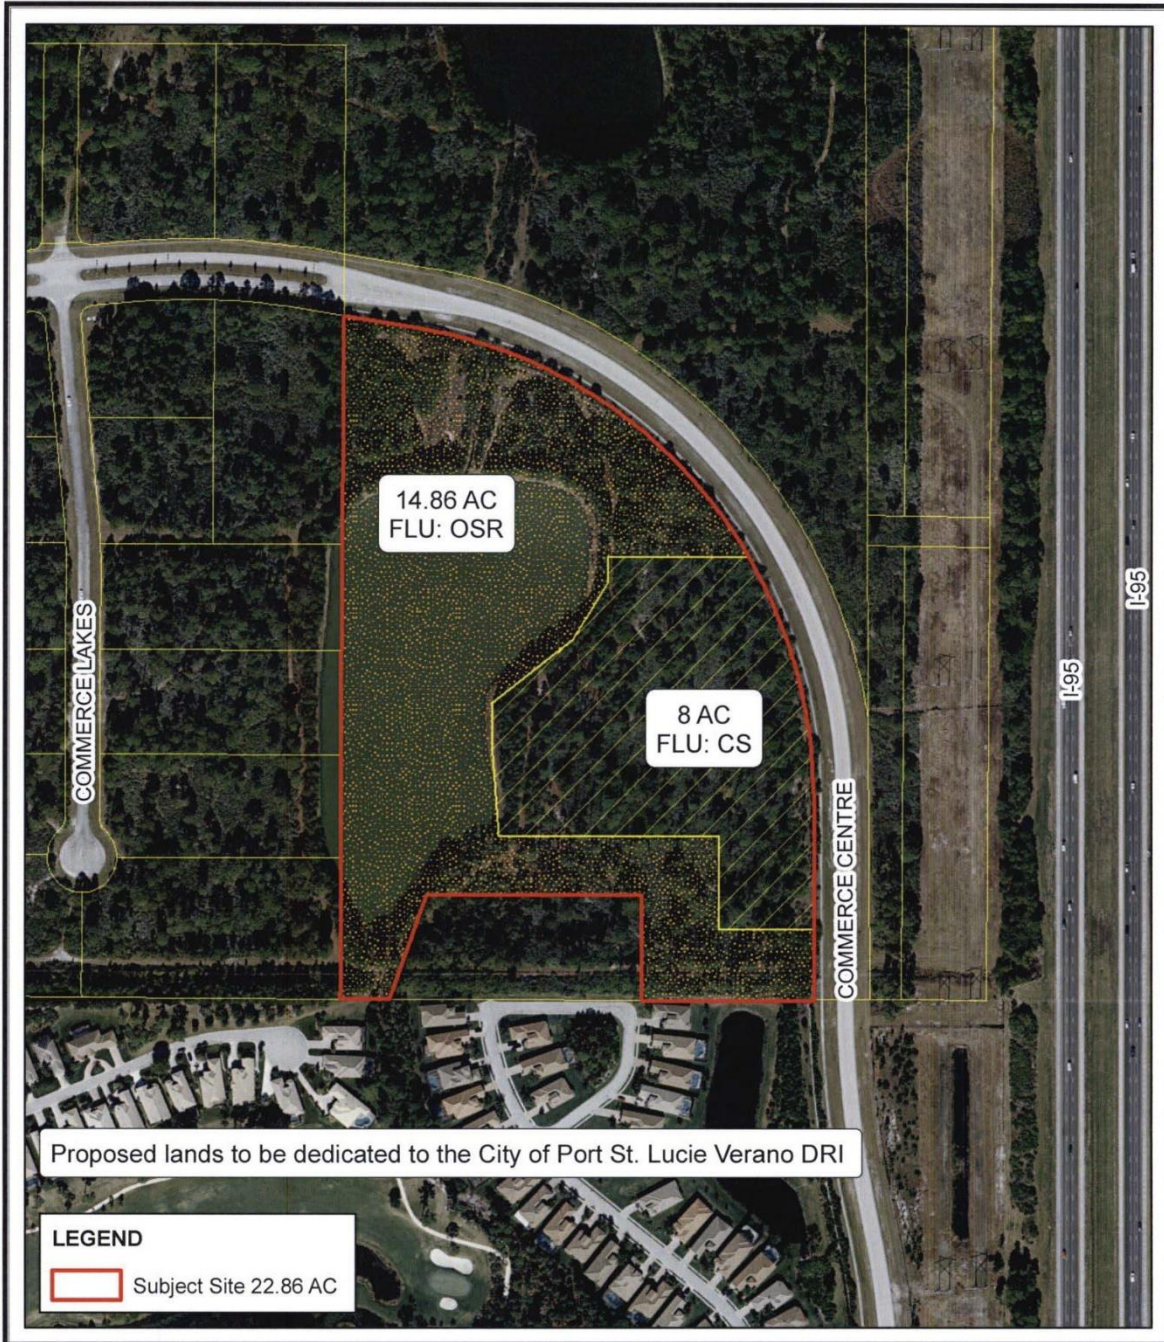 14.86 AC
FLU: OSR
8 AC
FLU: CS
COMMERCE LAKES
COMMERCE CENTRE
I-95
I-95
Proposed lands to be dedicated to the City of Port St. Lucie Verano DRI
LEGEND
Subject Site 22.86 AC